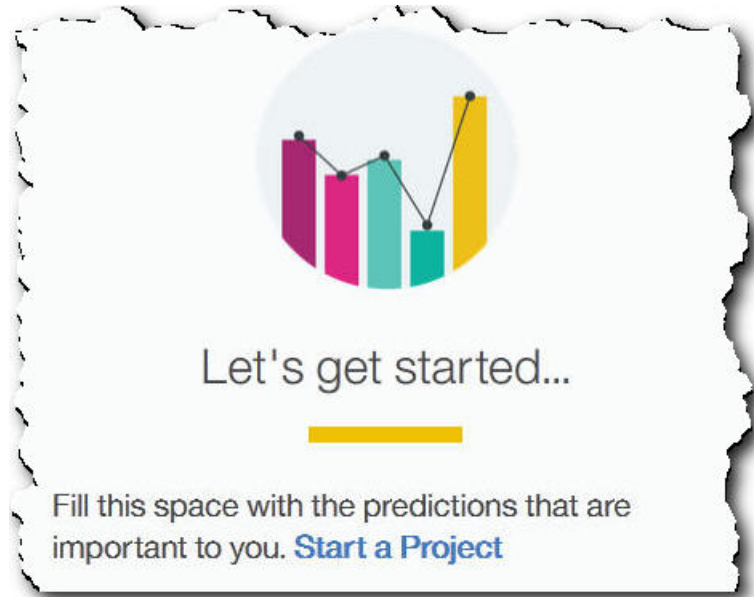 Let's get started...
Fill this space with the predictions that are
important to you. Start a Project